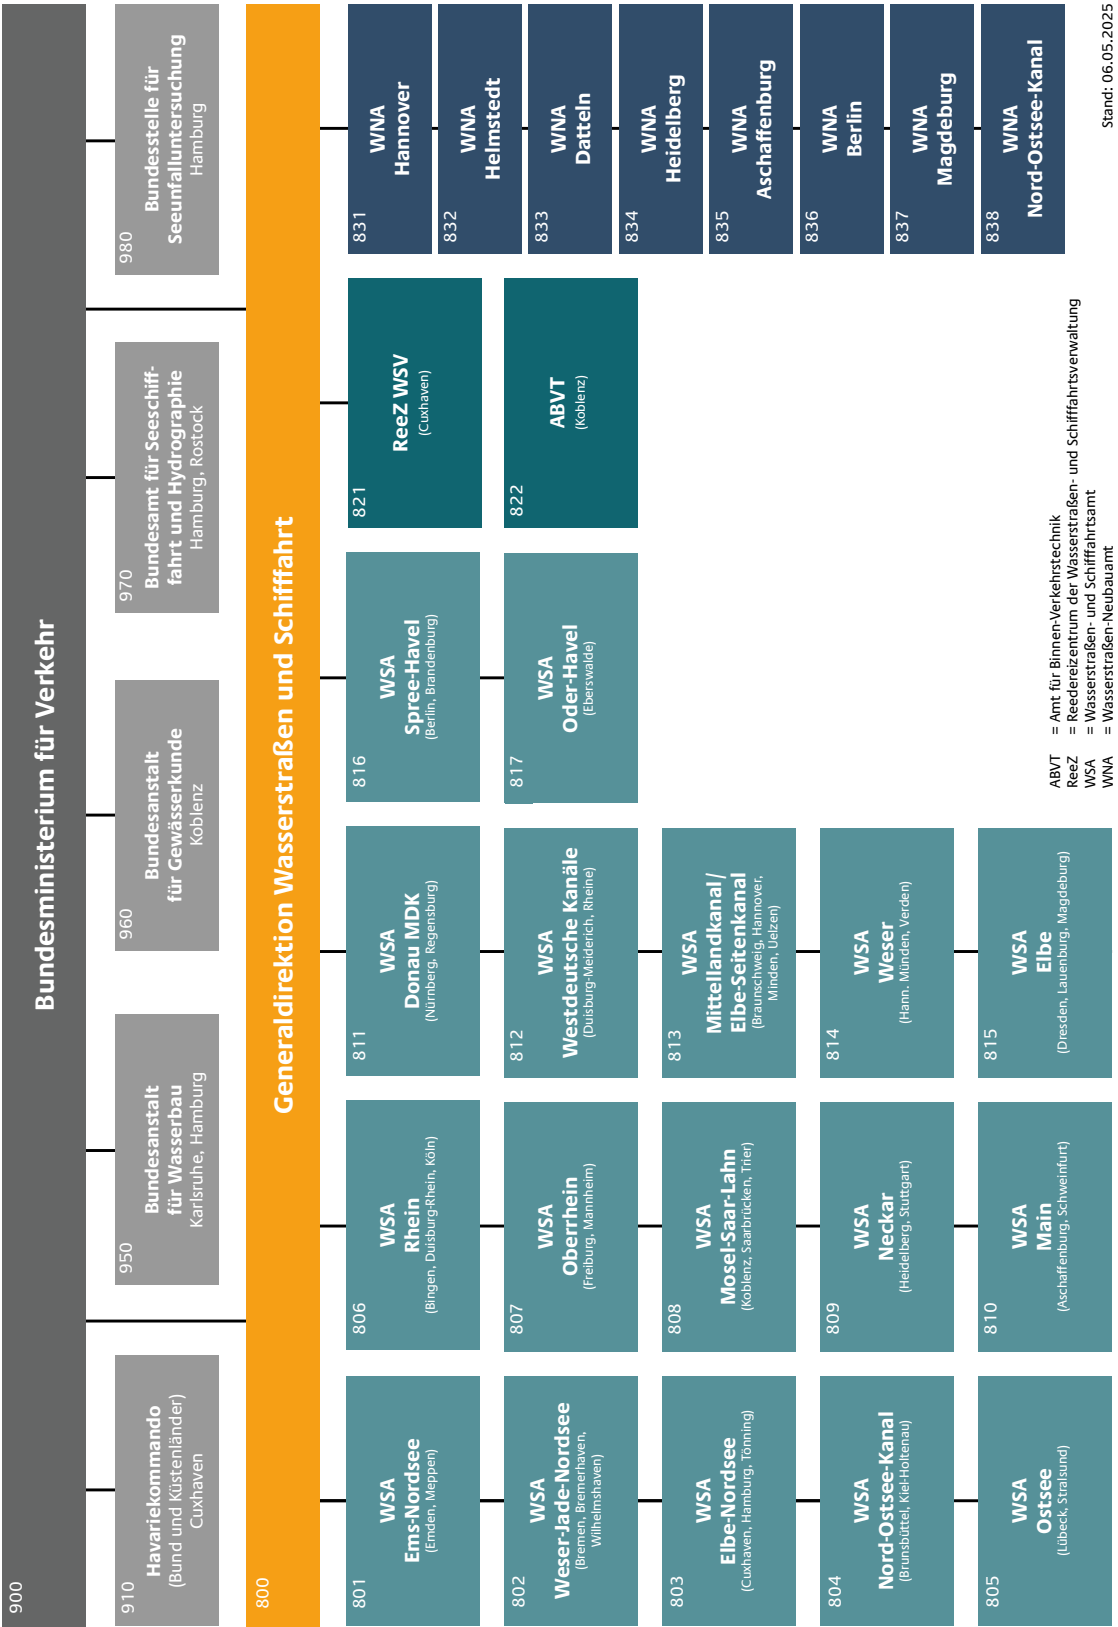 900
Bundesministerium für Verkehr
910
Havariekommando
(Bund und Küstenländer)
Cuxhaven
950
Bundesanstalt
für Wasserbau
Karlsruhe, Hamburg
960
Bundesanstalt
für Gewässerkunde
Koblenz
970
Bundesamt für Seeschiff-
fahrt und Hydrographie
Hamburg, Rostock
980
Bundesstelle für
Seeunfalluntersuchung
Hamburg
800
Generaldirektion Wasserstraßen und Schifffahrt
801
WSA
Ems-Nordsee
(Emden, Meppen)
802
WSA
Weser-Jade-Nordsee
(Bremen, Bremerhaven,
Wilhelmshaven)
803
WSA
Elbe-Nordsee
(Cuxhaven, Hamburg, Tönning)
804
WSA
Nord-Ostsee-Kanal
(Brunsbüttel, Kiel-Holtenau)
805
WSA
Ostsee
(Lübeck, Stralsund)
806
WSA
Rhein
(Bingen, Duisburg-Rhein, Köln)
807
WSA
Oberrhein
(Freiburg, Mannheim)
808
WSA
Mosel-Saar-Lahn
(Koblenz, Saarbrücken, Trier)
809
WSA
Neckar
(Heidelberg, Stuttgart)
810
WSA
Main
(Aschaffenburg, Schweinfurt)
811
WSA
Donau MDK
(Nürnberg, Regensburg)
812
WSA
Westdeutsche Kanäle
(Duisburg-Meiderich, Rheine)
813
WSA
Mittellandkanal/
Elbe-Seitenkanal
(Braunschweig, Hannover,
Minden, Uelzen)
814
WSA
Weser
(Hann. Münden, Verden)
815
WSA
Elbe
(Dresden, Lauenburg, Magdeburg)
816
WSA
Spree-Havel
(Berlin, Brandenburg)
817
WSA
Oder-Havel
(Eberswalde)
821
ReeZ WSV
(Cuxhaven)
822
ABVT
(Koblenz)
831
WNA
Hannover
832
WNA
Helmstedt
833
WNA
Datteln
834
WNA
Heidelberg
835
WNA
Aschaffenburg
836
WNA
Berlin
837
WNA
Magdeburg
838
WNA
Nord-Ostsee-Kanal
ABVT = Amt für Binnen-Verkehrstechnik
ReeZ = Reedereizentrum der Wasserstraßen- und Schifffahrtsverwaltung
WSA = Wasserstraßen- und Schifffahrtsamt
WNA = Wasserstraßen-Neubauamt
Stand: 06.05.2025